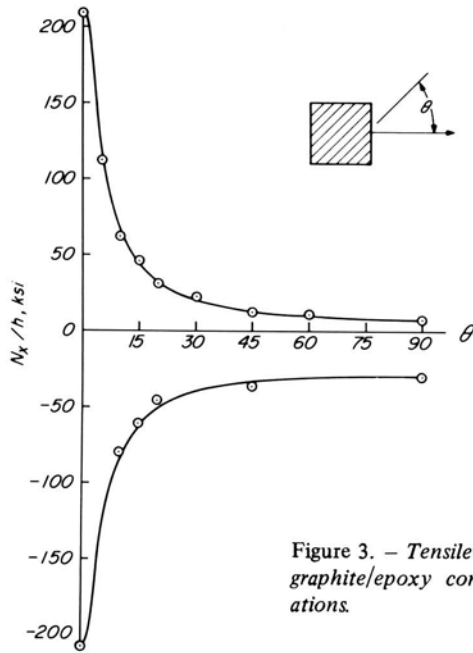 200
150
100
50
0
-50
-100
-150
-200
N_x/h, ksi
15 30 45 60 75 90 θ
θ
Figure 3. – Tensile
graphite/epoxy con
ations.